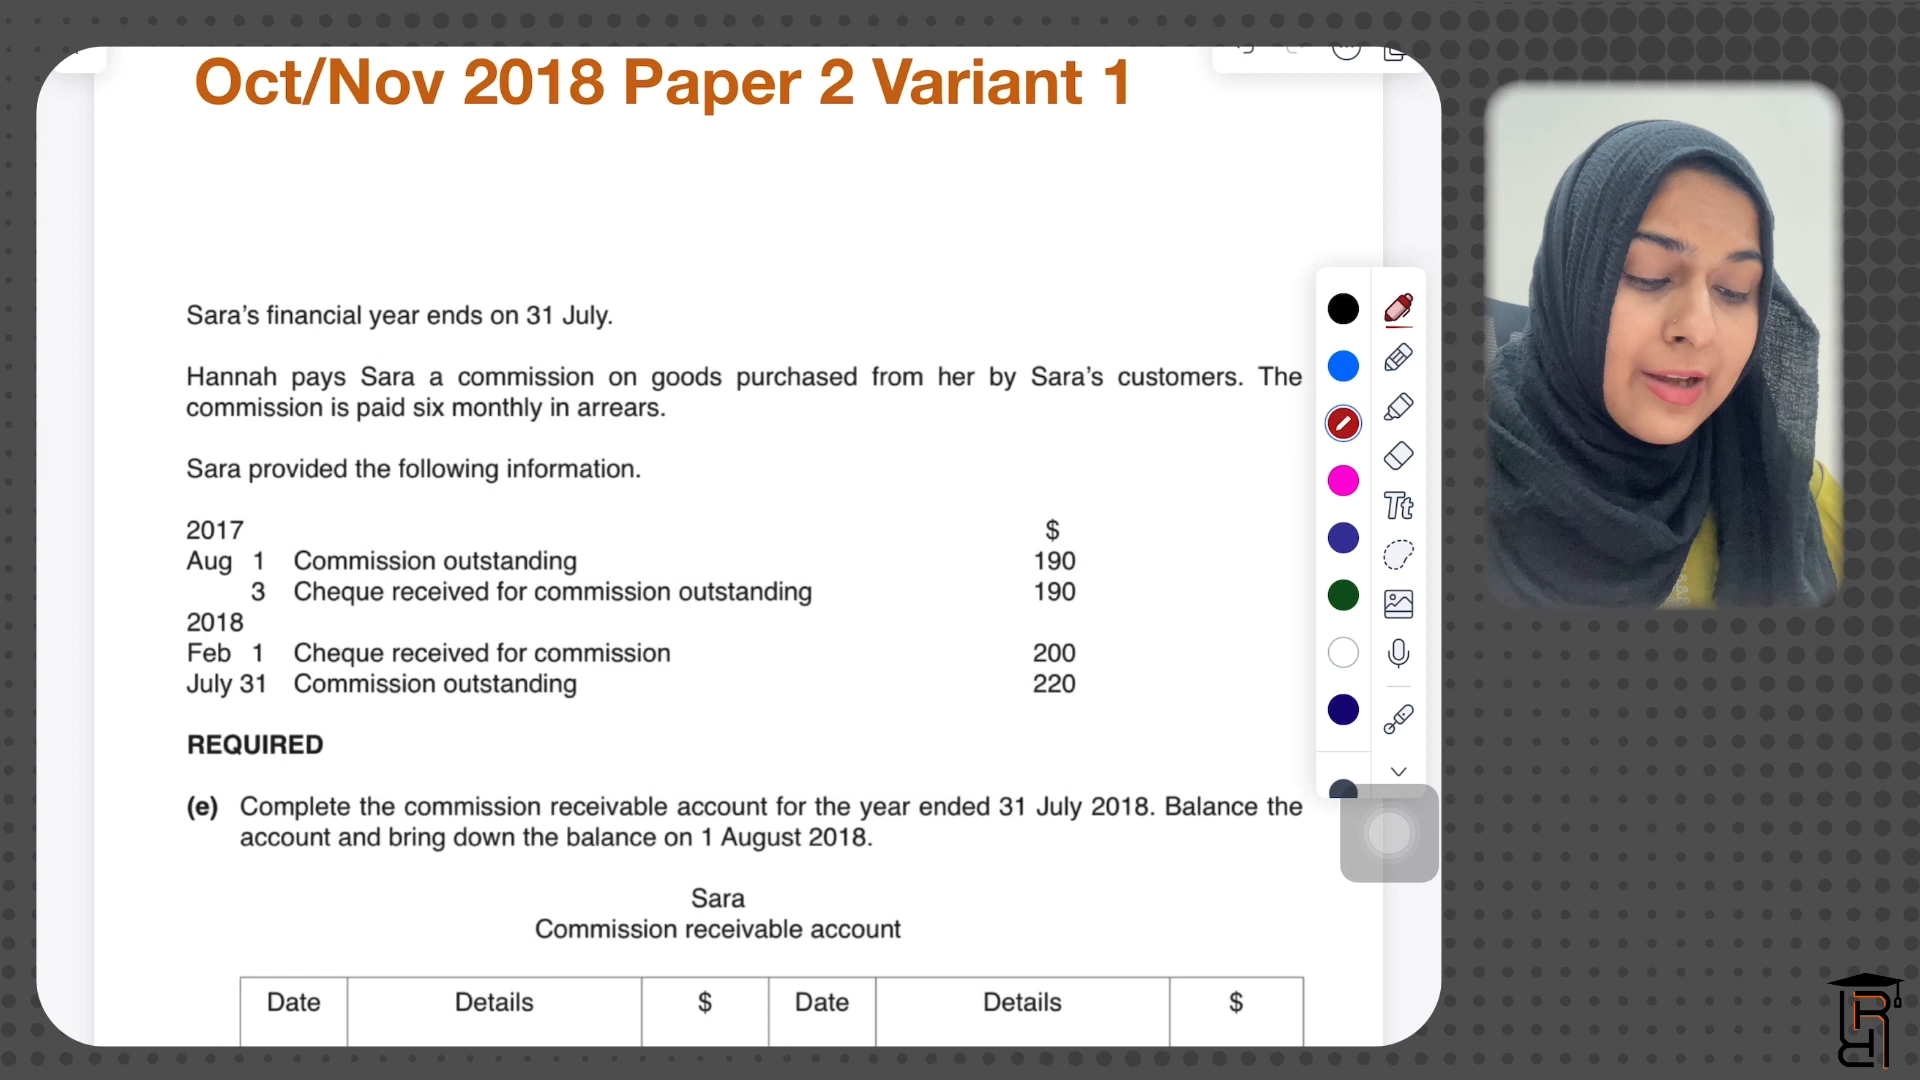 Oct/Nov 2018 Paper 2 Variant 1
Sara’s financial year ends on 31 July.
Hannah pays Sara a commission on goods purchased from her by Sara’s customers. The
commission is paid six monthly in arrears.
Sara provided the following information.
2017 $
Aug 1 Commission outstanding 190
3 Cheque received for commission outstanding 190
2018
Feb 1 Cheque received for commission 200
July 31 Commission outstanding 220
REQUIRED
(e) Complete the commission receivable account for the year ended 31 July 2018. Balance the
account and bring down the balance on 1 August 2018.
Sara
Commission receivable account
Date Details $ Date Details $
Tt